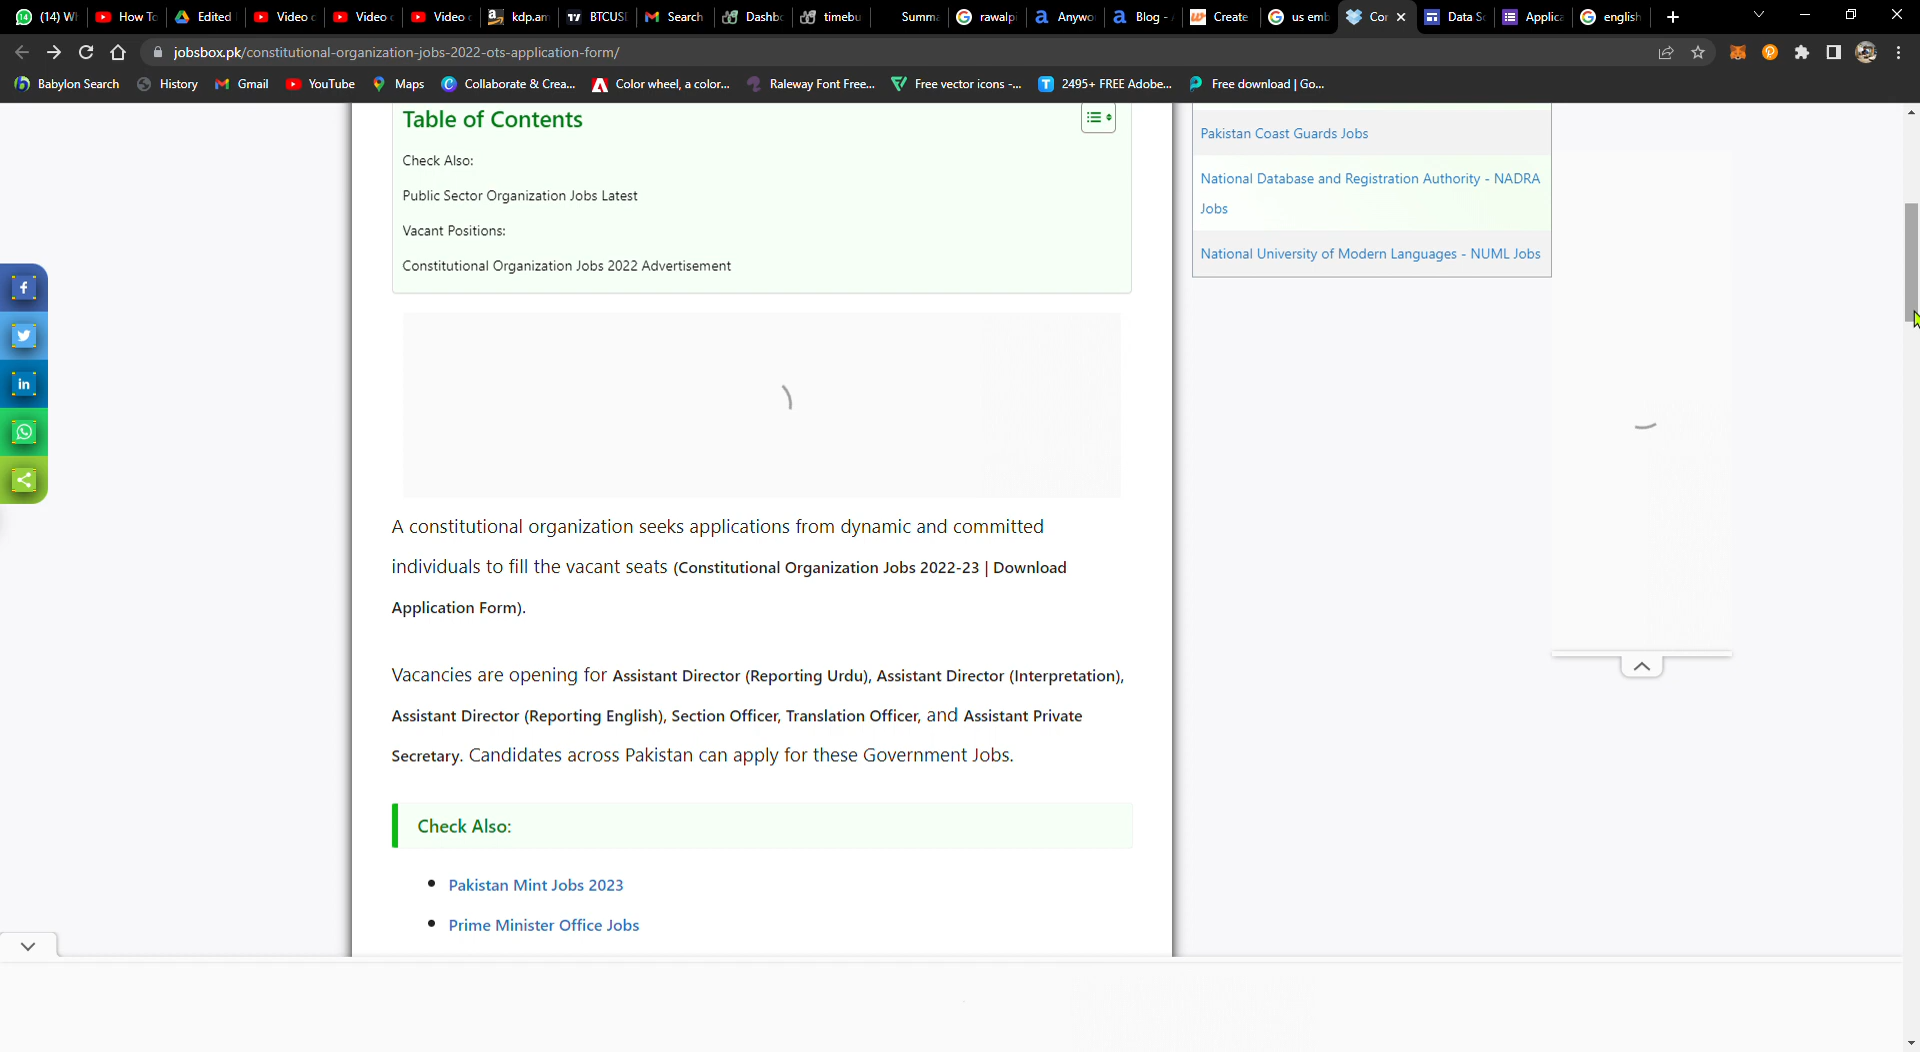 (14) Wh
How To
Edited
Video c
Video c
Video c
kdp.am
BTCUS
Search
Dashb
timebu
Summa
rawalpi
Anywo
Blog -
Create
us emb
Cor
Data Sc
Applica
english
jobsbox.pk/constitutional-organization-jobs-2022-ots-application-form/
Babylon Search
History
Gmail
YouTube
Maps
Collaborate & Crea...
Color wheel, a color...
Raleway Font Free...
Free vector icons -...
2495+ FREE Adobe...
Free download | Go...
Table of Contents
Check Also:
Public Sector Organization Jobs Latest
Vacant Positions:
Constitutional Organization Jobs 2022 Advertisement
Pakistan Coast Guards Jobs
National Database and Registration Authority - NADRA
Jobs
National University of Modern Languages - NUML Jobs
A constitutional organization seeks applications from dynamic and committed
individuals to fill the vacant seats (Constitutional Organization Jobs 2022-23 | Download
Application Form).
Vacancies are opening for Assistant Director (Reporting Urdu), Assistant Director (Interpretation),
Assistant Director (Reporting English), Section Officer, Translation Officer, and Assistant Private
Secretary. Candidates across Pakistan can apply for these Government Jobs.
Check Also:
Pakistan Mint Jobs 2023
Prime Minister Office Jobs